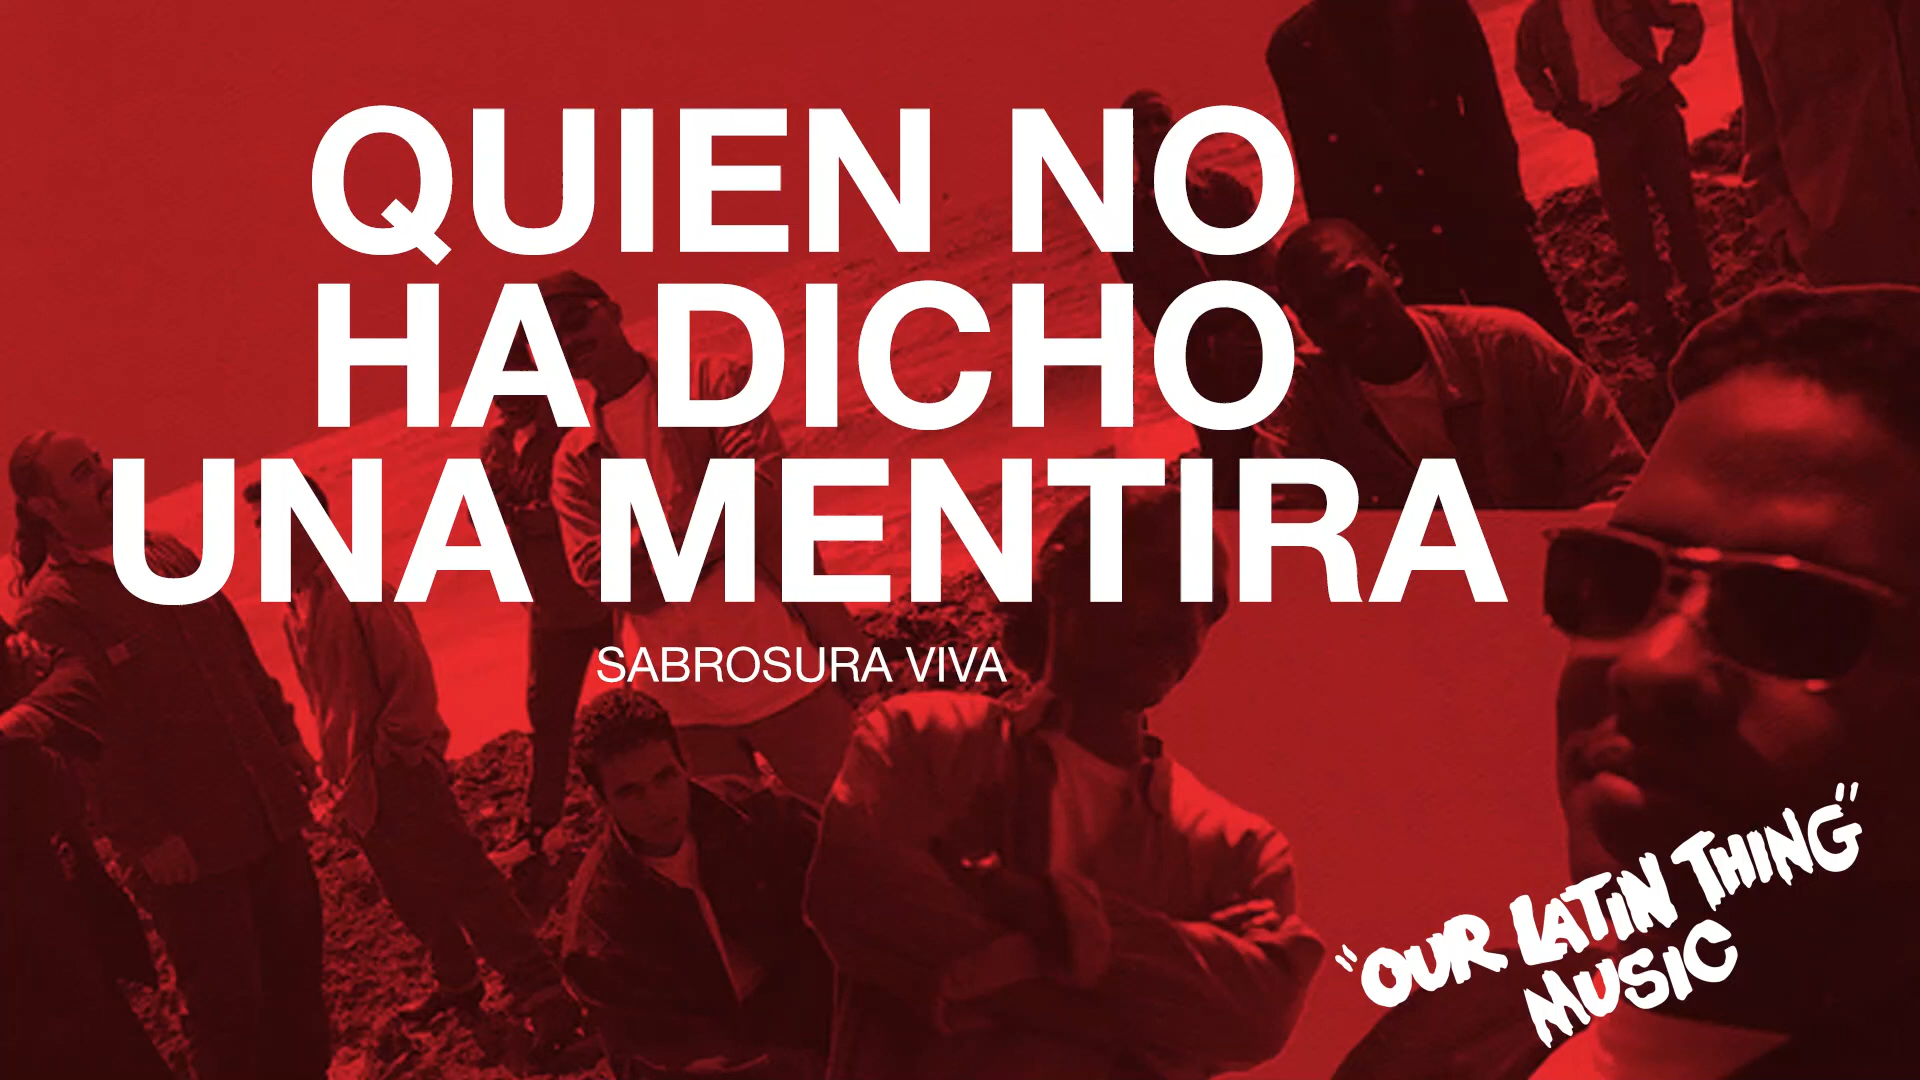 QUIEN NO
HA DICHO
UNA MENTIRA
SABROSURA VIVA
"OUR LATIN THING"
MUSIC